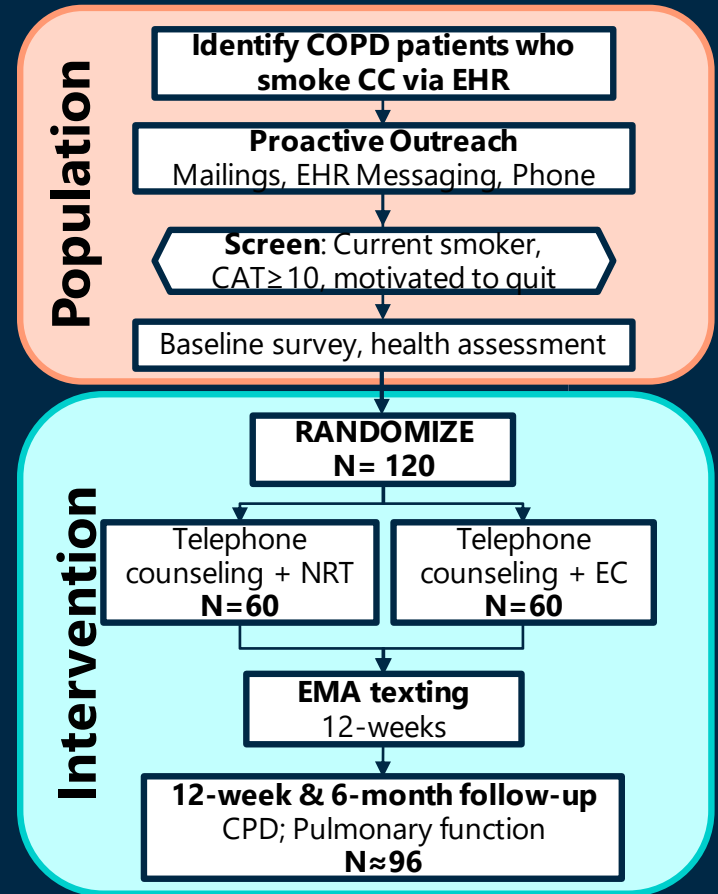 Population
Identify COPD patients who
smoke CC via EHR
Proactive Outreach
Mailings, EHR Messaging, Phone
Screen: Current smoker,
CAT≥10, motivated to quit
Baseline survey, health assessment
Intervention
RANDOMIZE
N= 120
Telephone
counseling + NRT
N=60
Telephone
counseling + EC
N=60
EMA texting
12-weeks
12-week & 6-month follow-up
CPD; Pulmonary function
N≈96